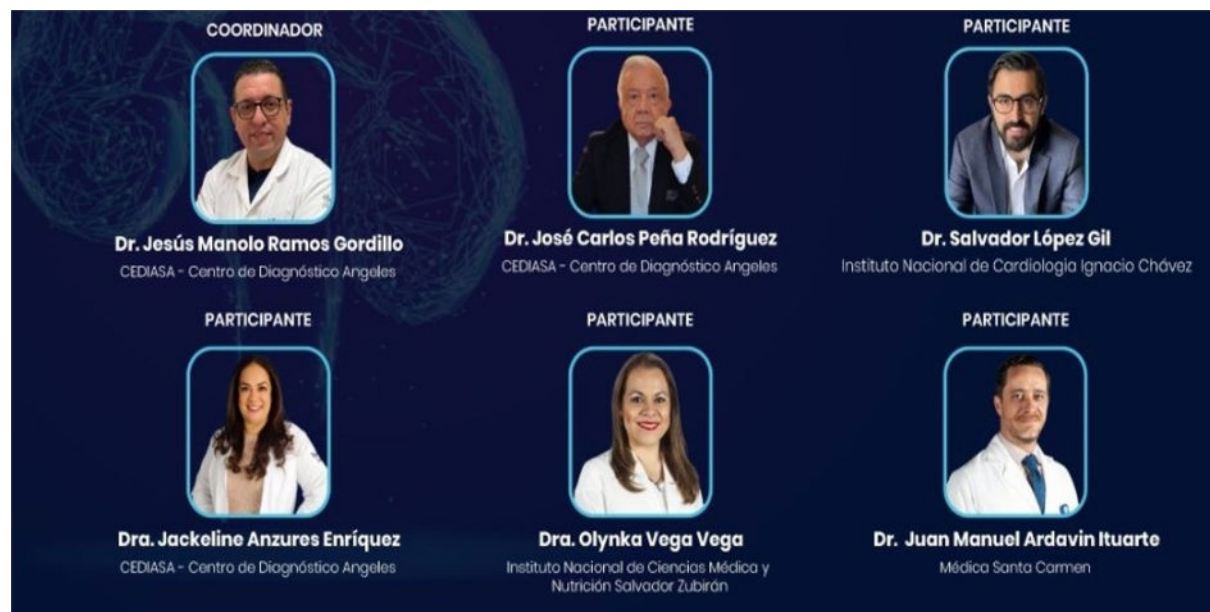 COORDINADOR
Dr. Jesús Manolo Ramos Gordillo
CEDIASA - Centro de Diagnóstico Angeles
PARTICIPANTE
Dr. José Carlos Peña Rodríguez
CEDIASA - Centro de Diagnóstico Angeles
PARTICIPANTE
Dr. Salvador López Gil
Instituto Nacional de Cardiologia Ignacio Chávez
PARTICIPANTE
Dra. Jackeline Anzures Enríquez
CEDIASA - Centro de Diagnóstico Angeles
PARTICIPANTE
Dra. Olynka Vega Vega
Instituto Nacional de Ciencias Médica y
Nutrición Salvador Zubirán
PARTICIPANTE
Dr. Juan Manuel Ardavin Ituarte
Médica Santa Carmen